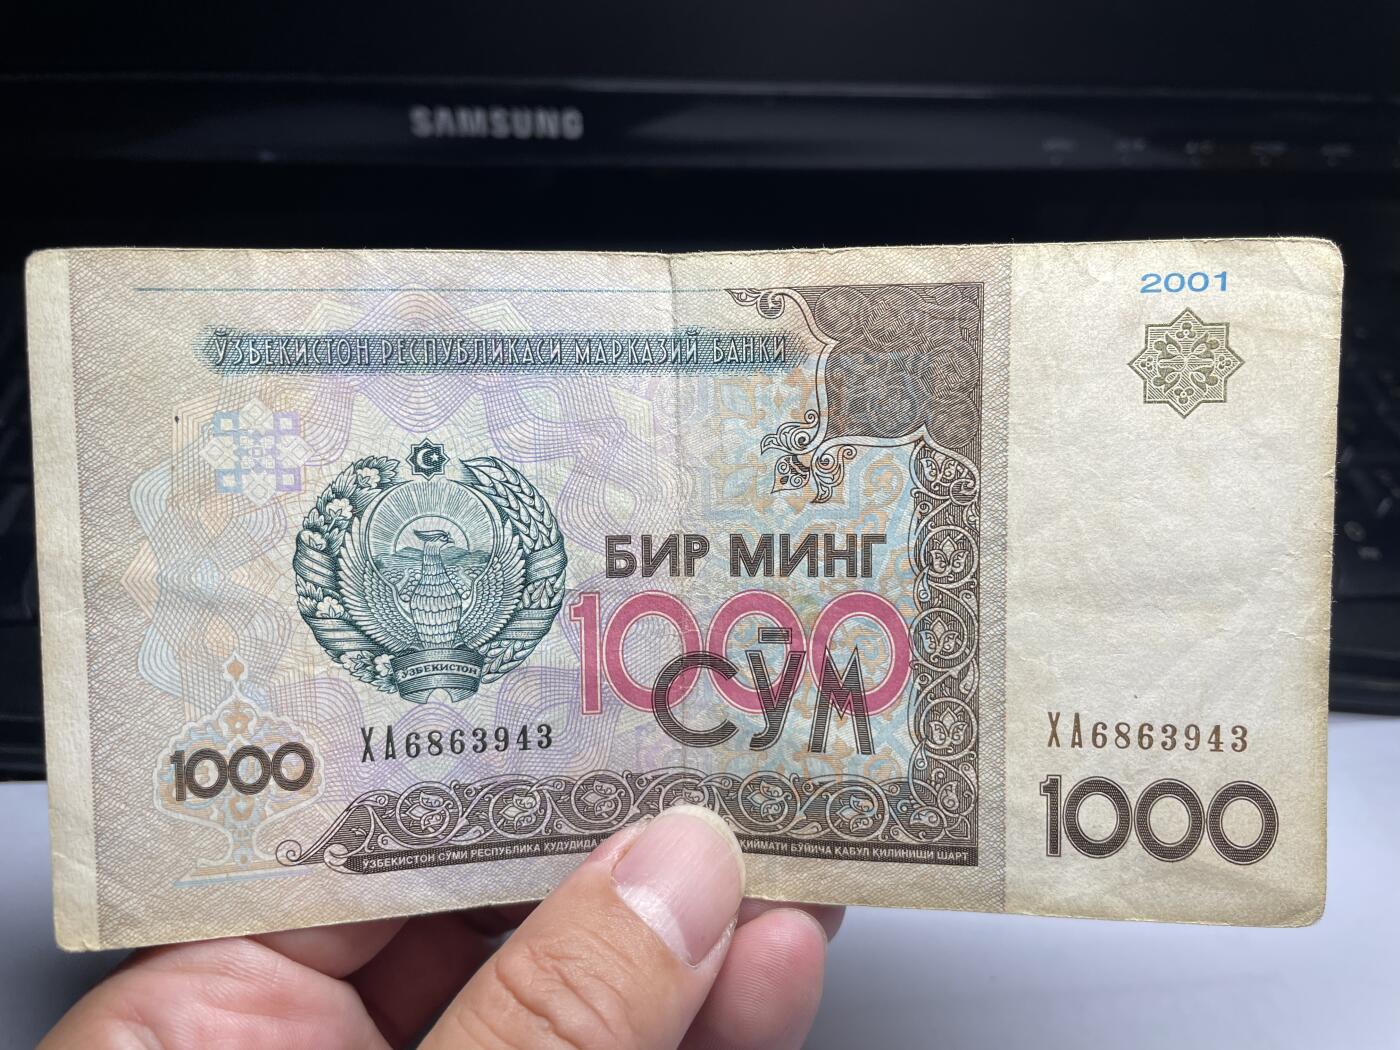 SAMSUNG
2001
ЎЗБЕКИСТОН РЕСПУБЛИКАСИ МАРКАЗИЙ БАНКИ
БИР МИНГ
1000
СЎМ
ЎЗБЕКИСТОН
ХА6863943
ХА6863943
1000
1000
ЎЗБЕКИСТОН СЎМИ РЕСПУБЛИКА ҲУДУДИДА ҚИЙМАТИ БЎЙИЧА ҚАБУЛ ҚИЛИНИШИ ШАРТ